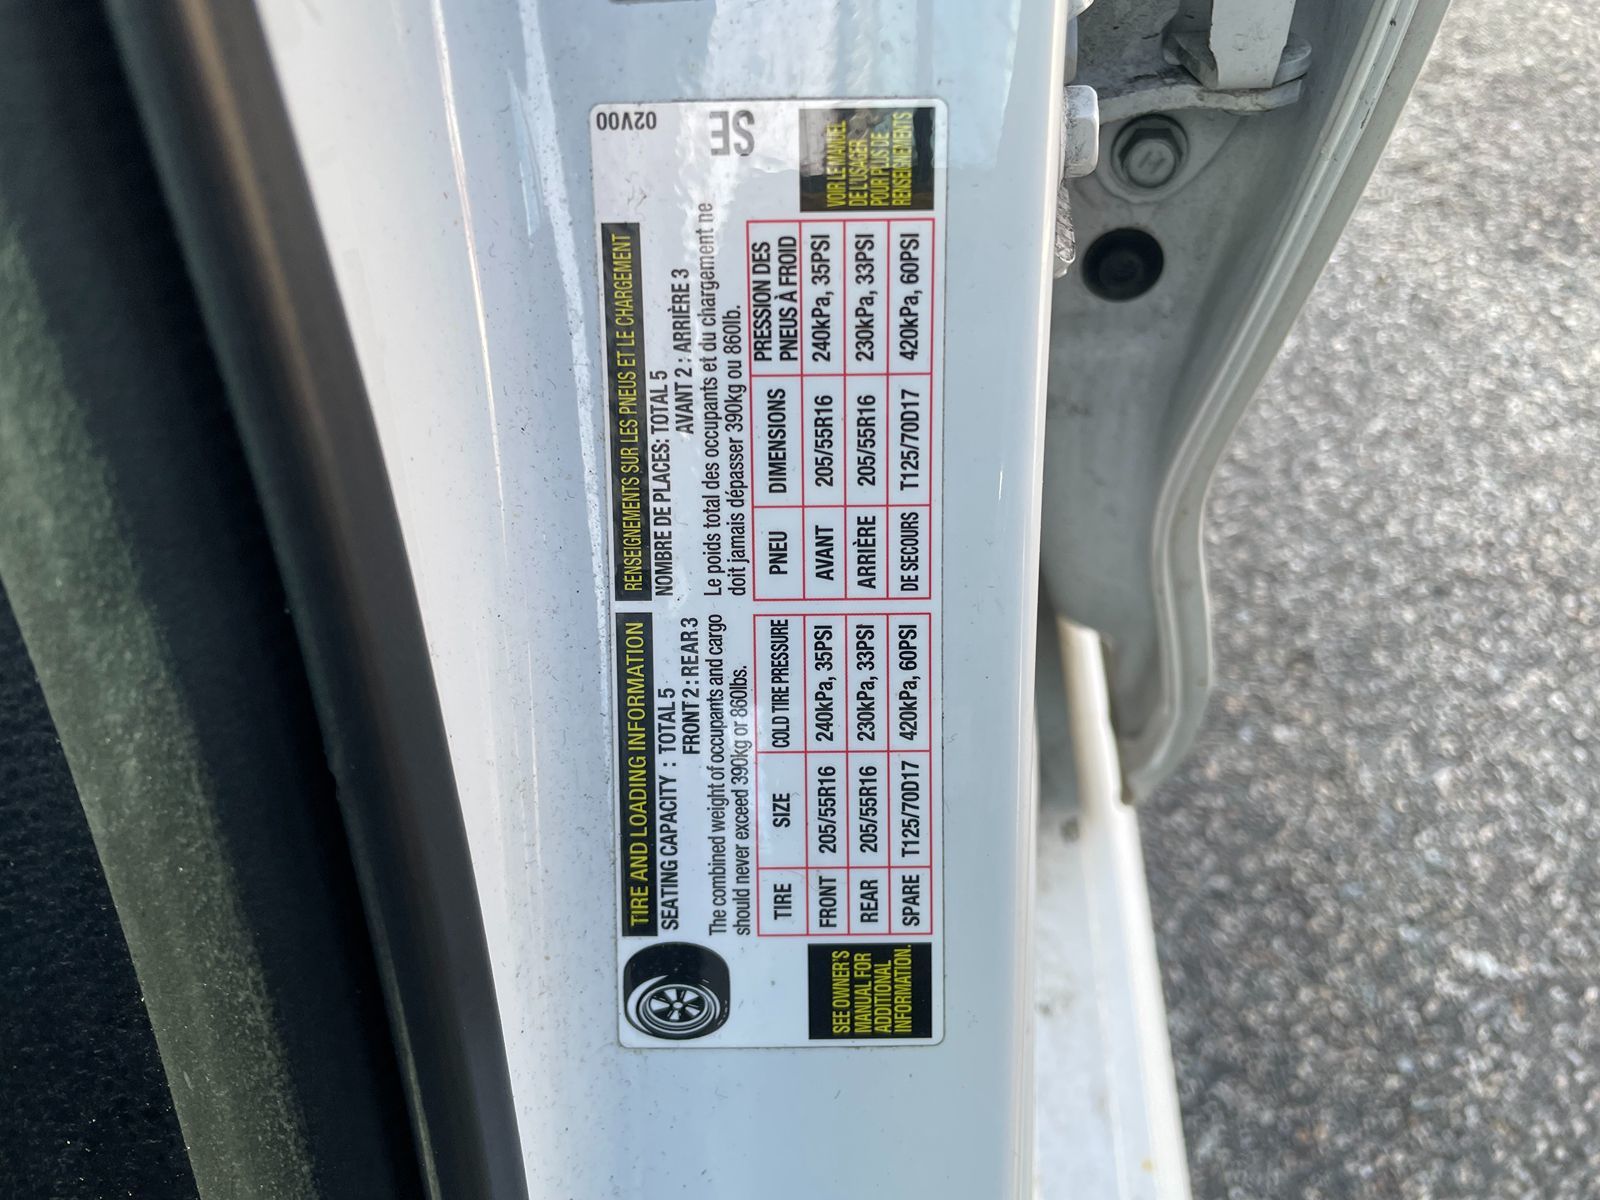 TIRE AND LOADING INFORMATION
SEATING CAPACITY : TOTAL 5
FRONT 2 : REAR 3
The combined weight of occupants and cargo
should never exceed 390kg or 860lbs.
TIRE SIZE COLD TIRE PRESSURE
FRONT 205/55R16 240kPa, 35PSI
REAR 205/55R16 230kPa, 33PSI
SPARE T125/70D17 420kPa, 60PSI
SEE OWNER'S
MANUAL FOR
ADDITIONAL
INFORMATION.
RENSEIGNEMENTS SUR LES PNEUS ET LE CHARGEMENT
NOMBRE DE PLACES: TOTAL 5
AVANT 2 : ARRIÈRE 3
Le poids total des occupants et du chargement ne
doit jamais dépasser 390kg ou 860lb.
PNEU DIMENSIONS PRESSION DES
PNEUS À FROID
AVANT 205/55R16 240kPa, 35PSI
ARRIÈRE 205/55R16 230kPa, 33PSI
DE SECOURS T125/70D17 420kPa, 60PSI
VOIR LE MANUEL
DE L'USAGER
POUR PLUS DE
RENSEIGNEMENTS
02V00
SE
H